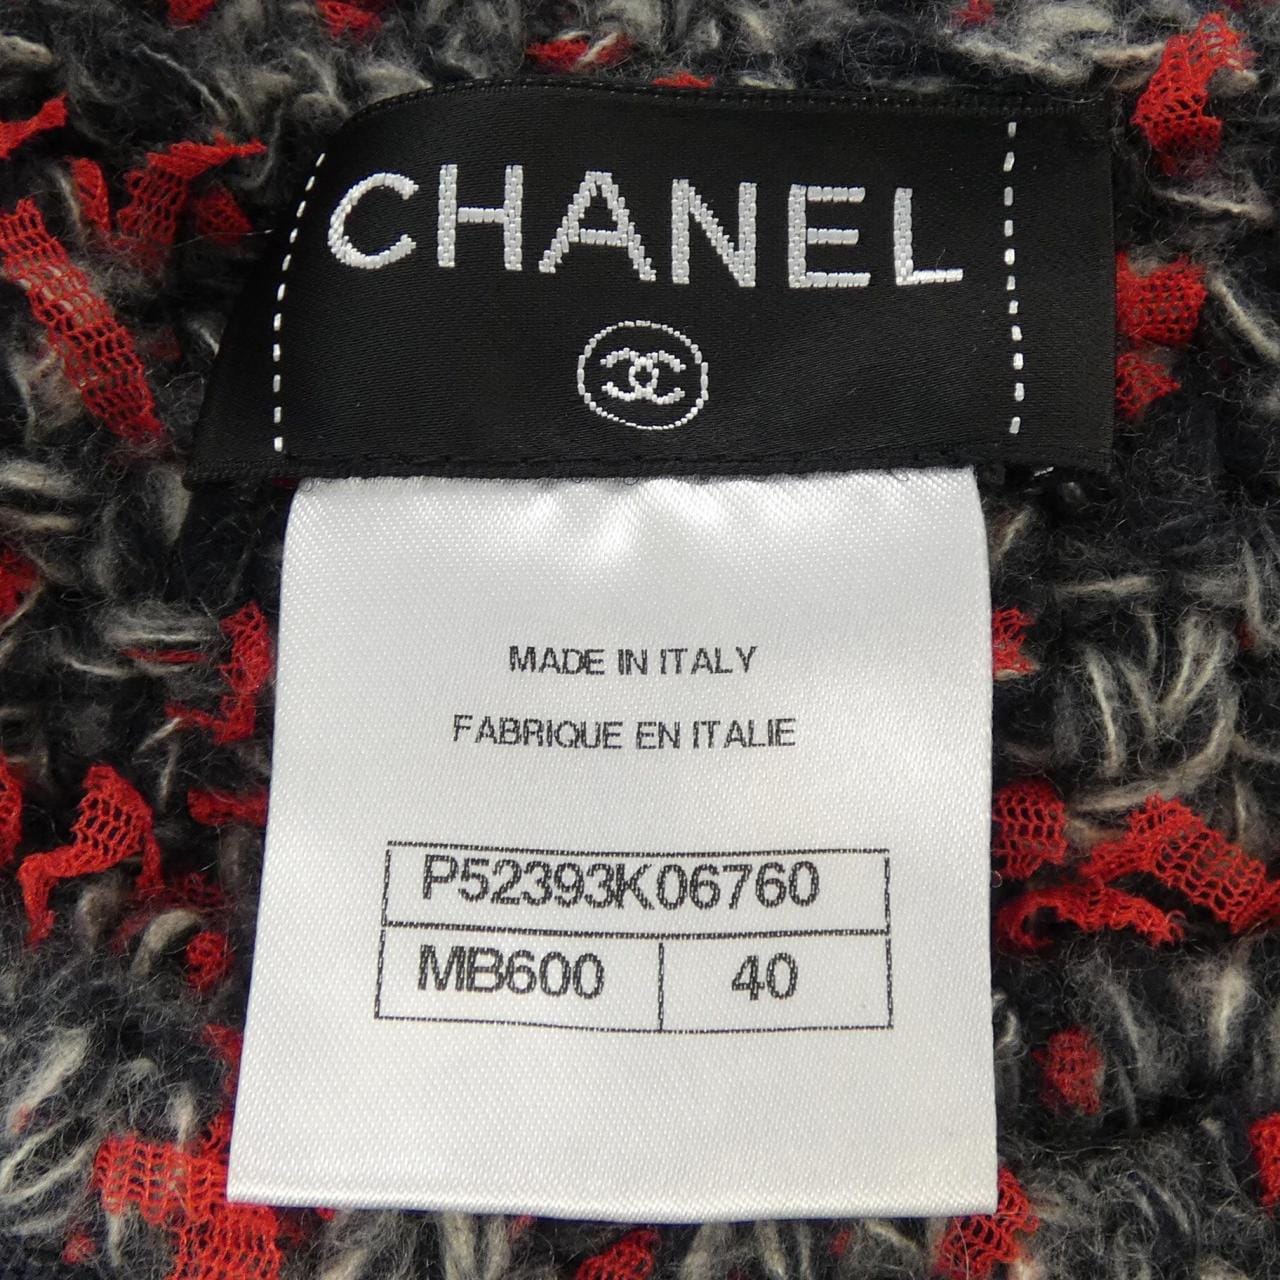 CHANEL
MADE IN ITALY
FABRIQUE EN ITALIE
P52393K06760
MB600 40